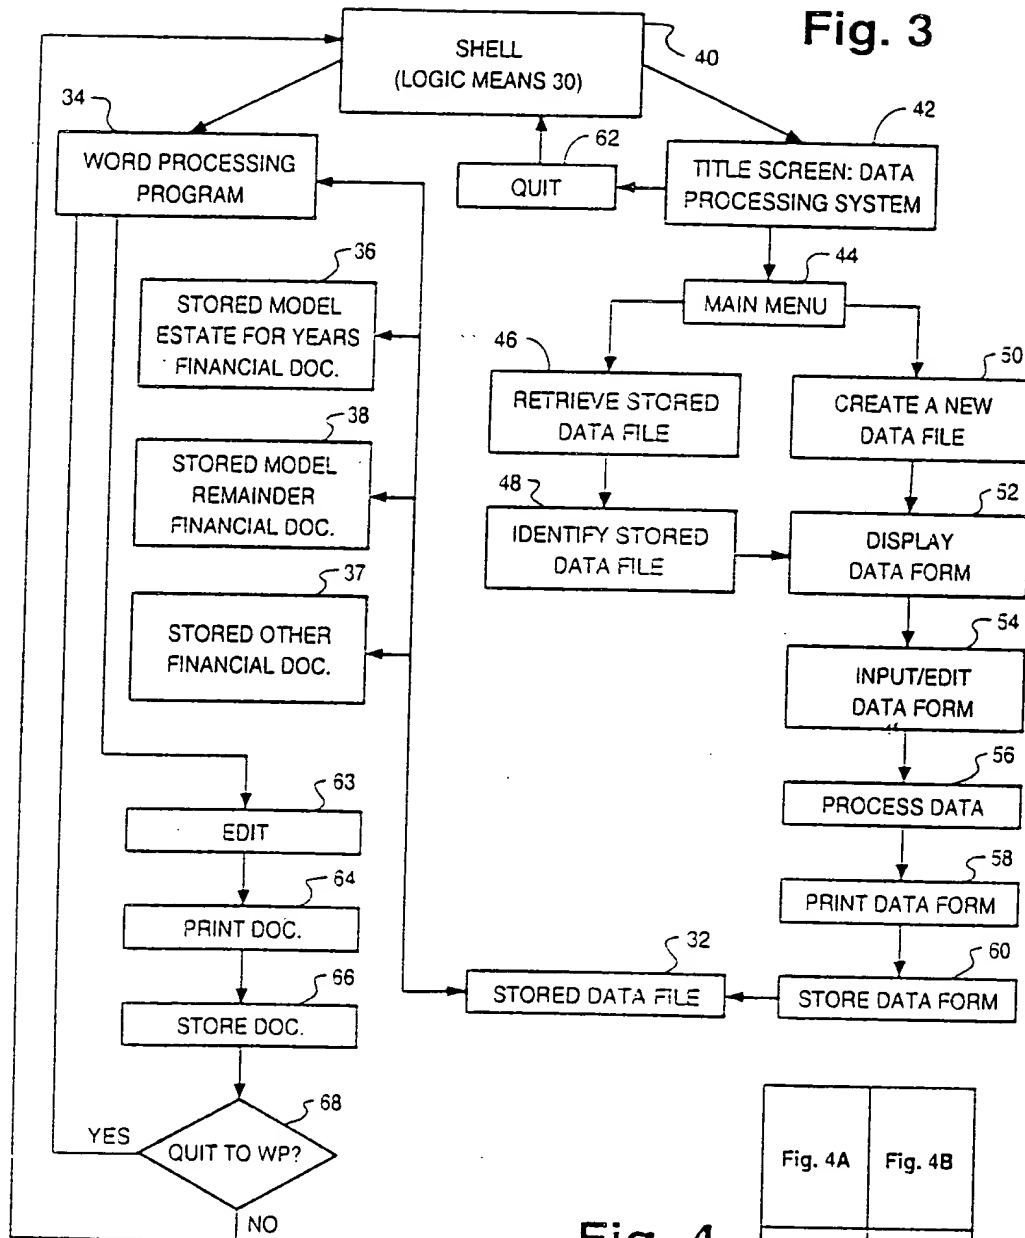 Fig. 3
SHELL
(LOGIC MEANS 30)
40
34
WORD PROCESSING
PROGRAM
62
QUIT
42
TITLE SCREEN: DATA
PROCESSING SYSTEM
44
MAIN MENU
36
STORED MODEL
ESTATE FOR YEARS
FINANCIAL DOC.
46
RETRIEVE STORED
DATA FILE
50
CREATE A NEW
DATA FILE
38
STORED MODEL
REMAINDER
FINANCIAL DOC.
48
IDENTIFY STORED
DATA FILE
52
DISPLAY
DATA FORM
37
STORED OTHER
FINANCIAL DOC.
54
INPUT/EDIT
DATA FORM
63
EDIT
56
PROCESS DATA
64
PRINT DOC.
58
PRINT DATA FORM
66
STORE DOC.
32
STORED DATA FILE
60
STORE DATA FORM
68
QUIT TO WP?
YES
NO
Fig. 4A
Fig. 4B
Fig. 4